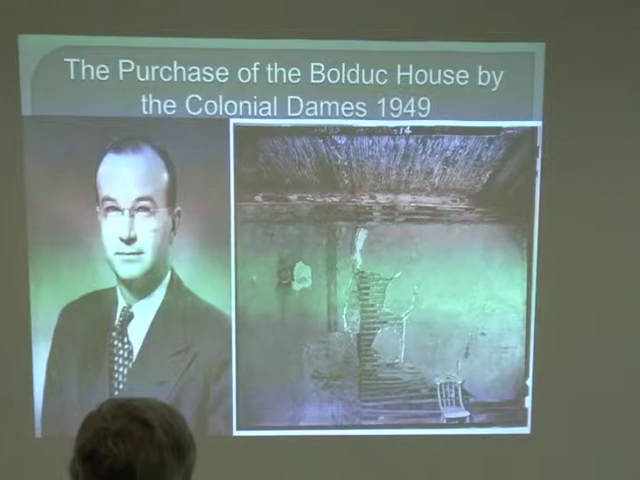 The Purchase of the Bolduc House by
the Colonial Dames 1949